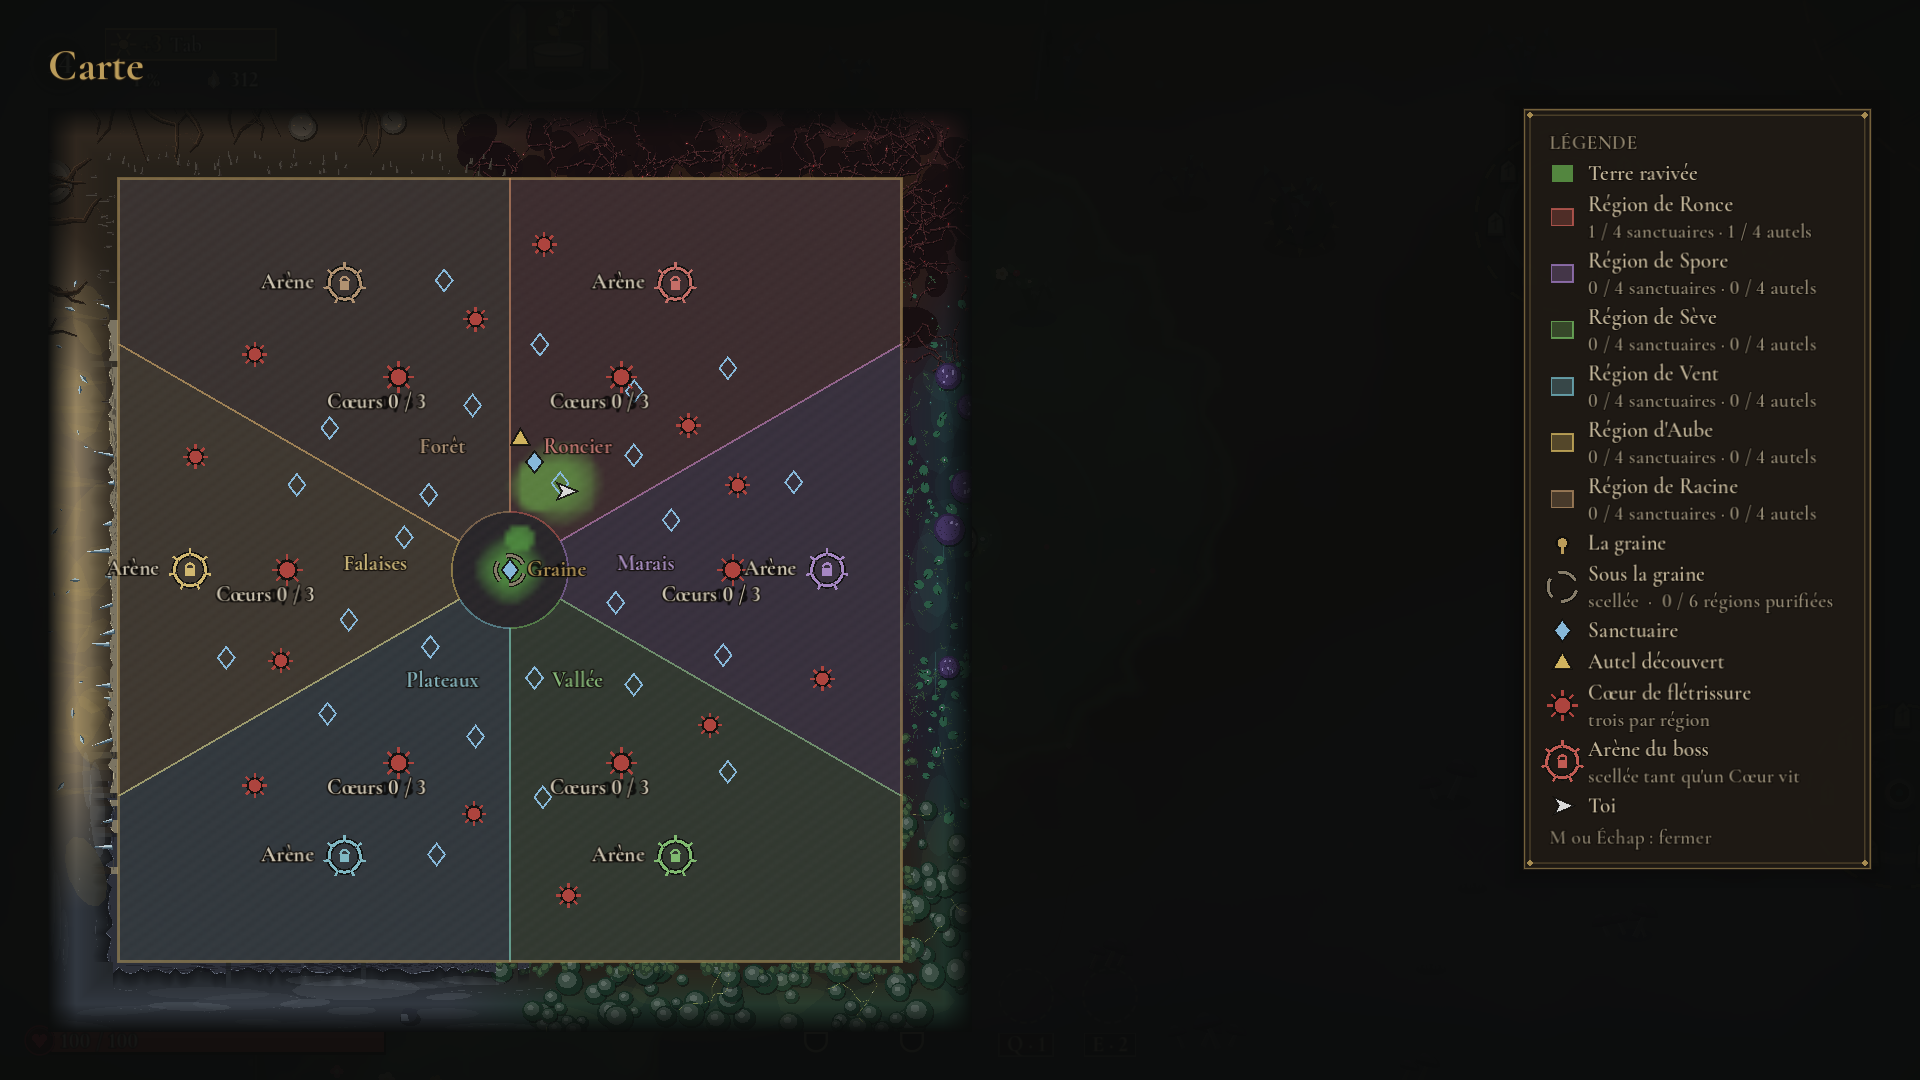 Carte
312
Arène
Arène
Cœurs 0 / 3
Cœurs 0 / 3
Forêt
Roncier
Arène
Falaises
Cœurs 0 / 3
Graine
Marais
Arène
Cœurs 0 / 3
Plateaux
Vallée
Cœurs 0 / 3
Cœurs 0 / 3
Arène
Arène
100 100
Q · 1
E · 2
LÉGENDE
Terre ravivée
Région de Ronce
1 / 4 sanctuaires · 1 / 4 autels
Région de Spore
0 / 4 sanctuaires · 0 / 4 autels
Région de Sève
0 / 4 sanctuaires · 0 / 4 autels
Région de Vent
0 / 4 sanctuaires · 0 / 4 autels
Région d'Aube
0 / 4 sanctuaires · 0 / 4 autels
Région de Racine
0 / 4 sanctuaires · 0 / 4 autels
La graine
Sous la graine
scellée · 0 / 6 régions purifiées
Sanctuaire
Autel découvert
Cœur de flétrissure
trois par région
Arène du boss
scellée tant qu'un Cœur vit
Toi
M ou Échap : fermer